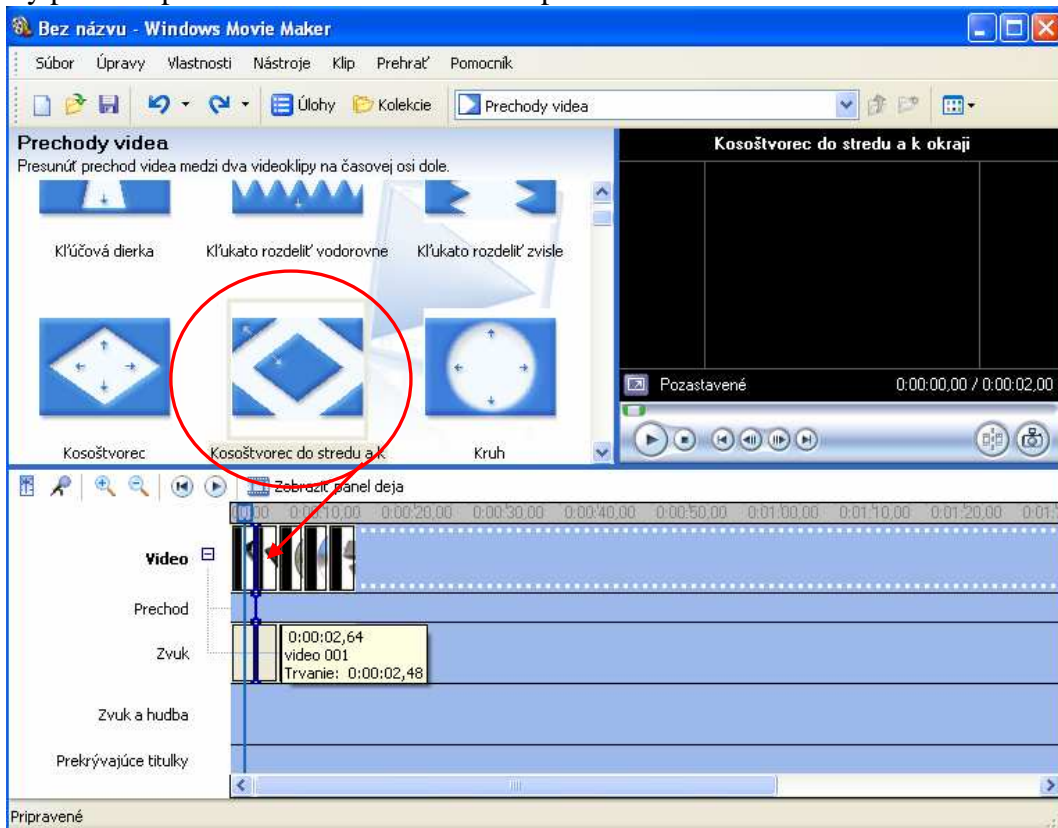 Bez názvu - Windows Movie Maker
Súbor Úpravy Vlastnosti Nástroje Klip Prehrať Pomocník
Úlohy Kolekcie Prechody videa
Prechody videa
Presunúť prechod videa medzi dva videoklipy na časovej osi dole.
Kľúčová dierka Kľukato rozdeliť vodorovne Kľukato rozdeliť zvisle
Kosoštvorec Kosoštvorec do stredu a k Kruh
Kosoštvorec do stredu a k okraji
Pozastavené 0:00:00,00 / 0:00:02,00
Zobraziť panel deja
0:00:10,00 0:00:20,00 0:00:30,00 0:00:40,00 0:00:50,00 0:01:00,00 0:01:10,00 0:01:20,00
Video
Prechod
Zvuk
0:00:02,64
video 001
Trvanie: 0:00:02,48
Zvuk a hudba
Prekrývajúce titulky
Pripravené